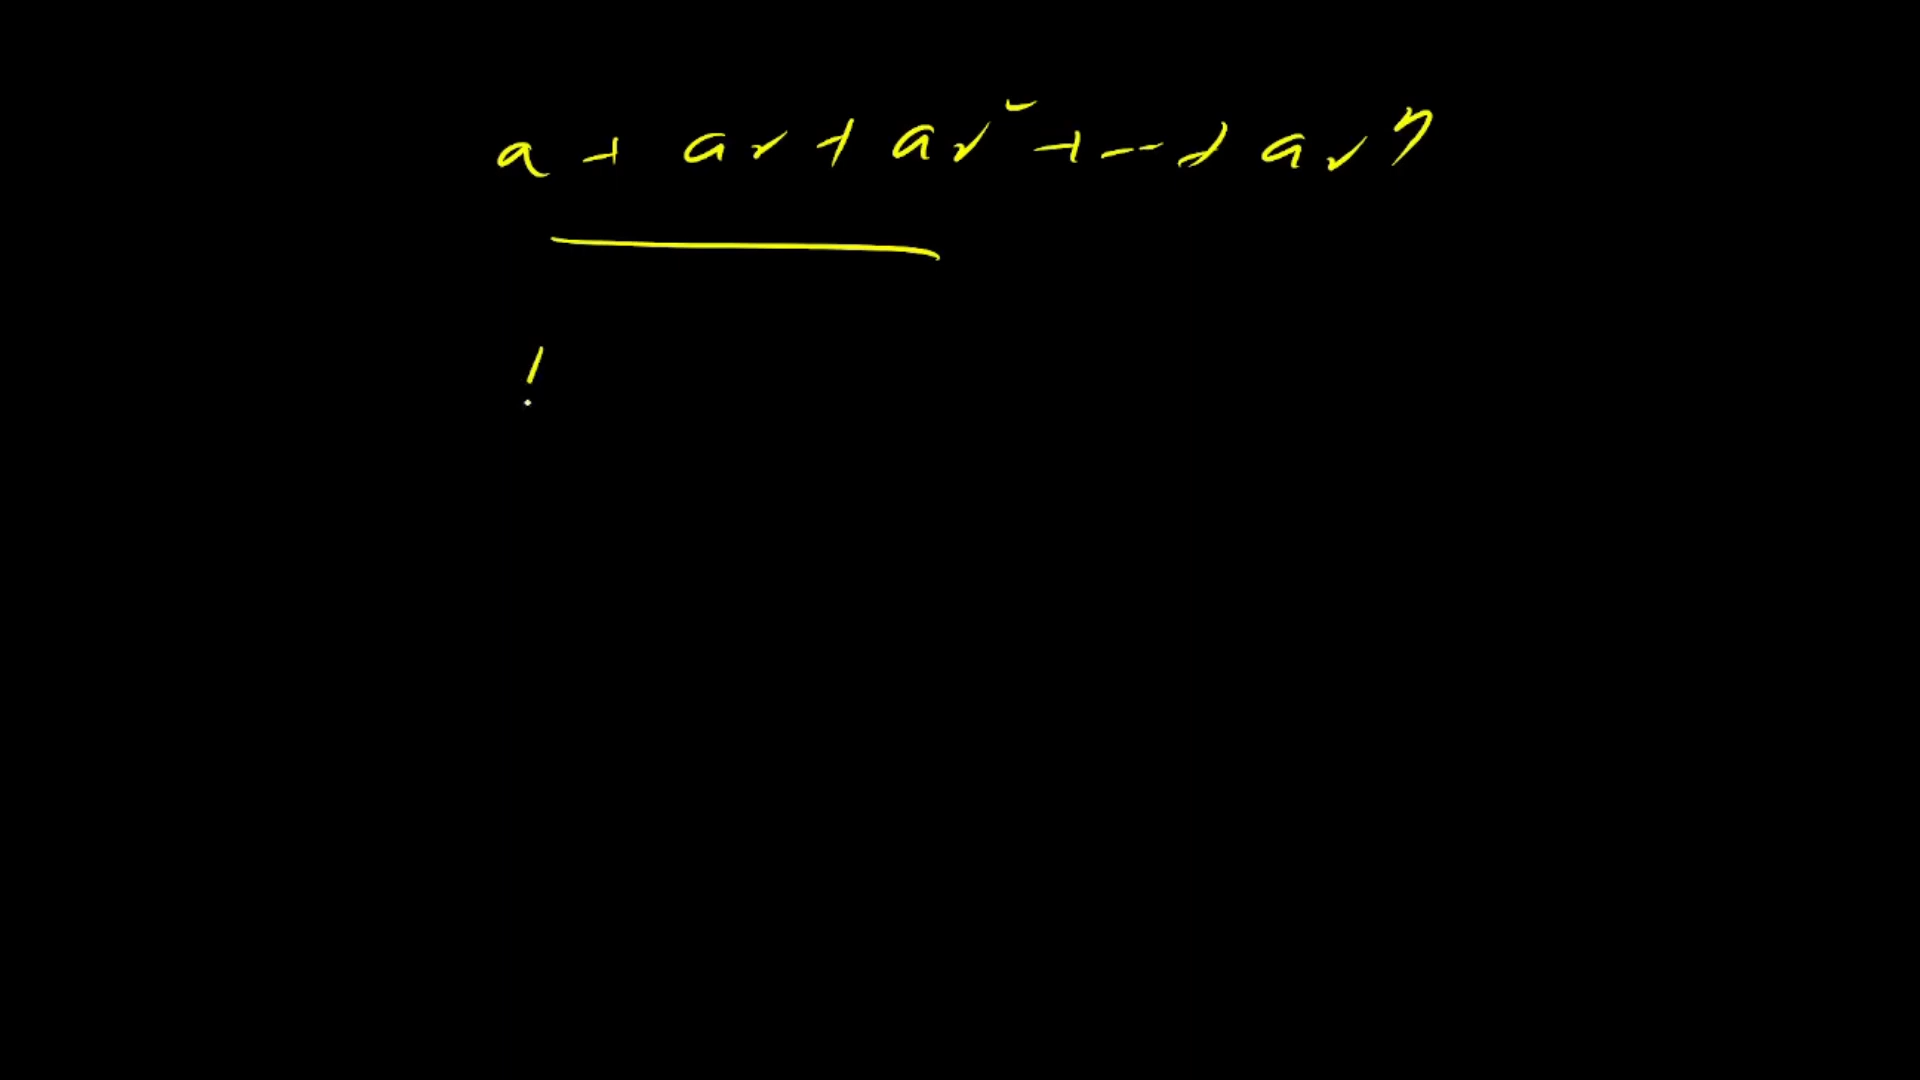 a + ar + ar² + -- + arⁿ
!